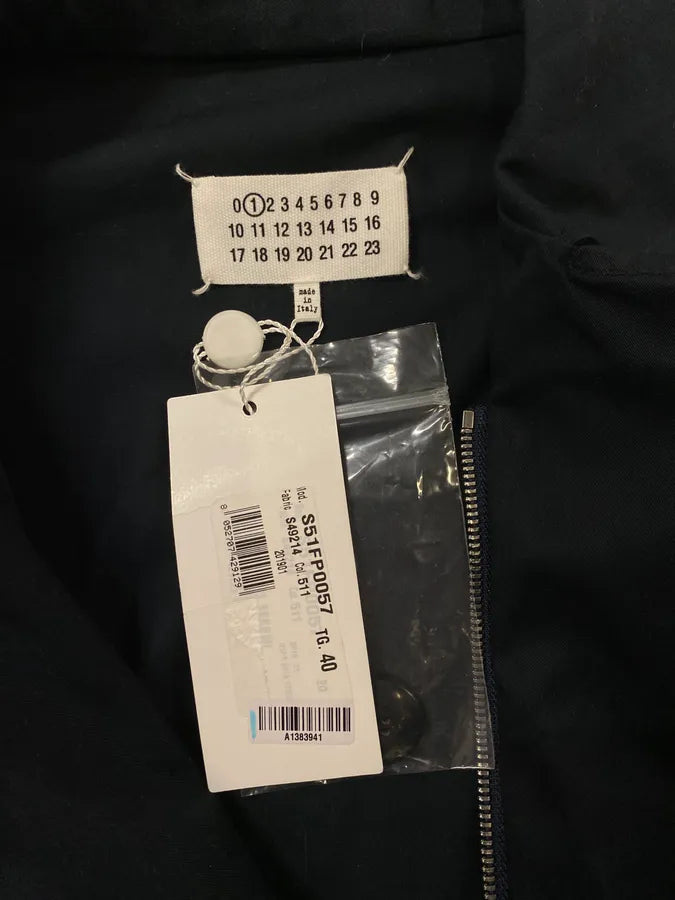 0 1 2 3 4 5 6 7 8 9
10 11 12 13 14 15 16
17 18 19 20 21 22 23
made
in
Italy
Mod. S51FP0057 TG. 40
Fabric S49214 Col. 511
201901
8 052707 429129
A1383941